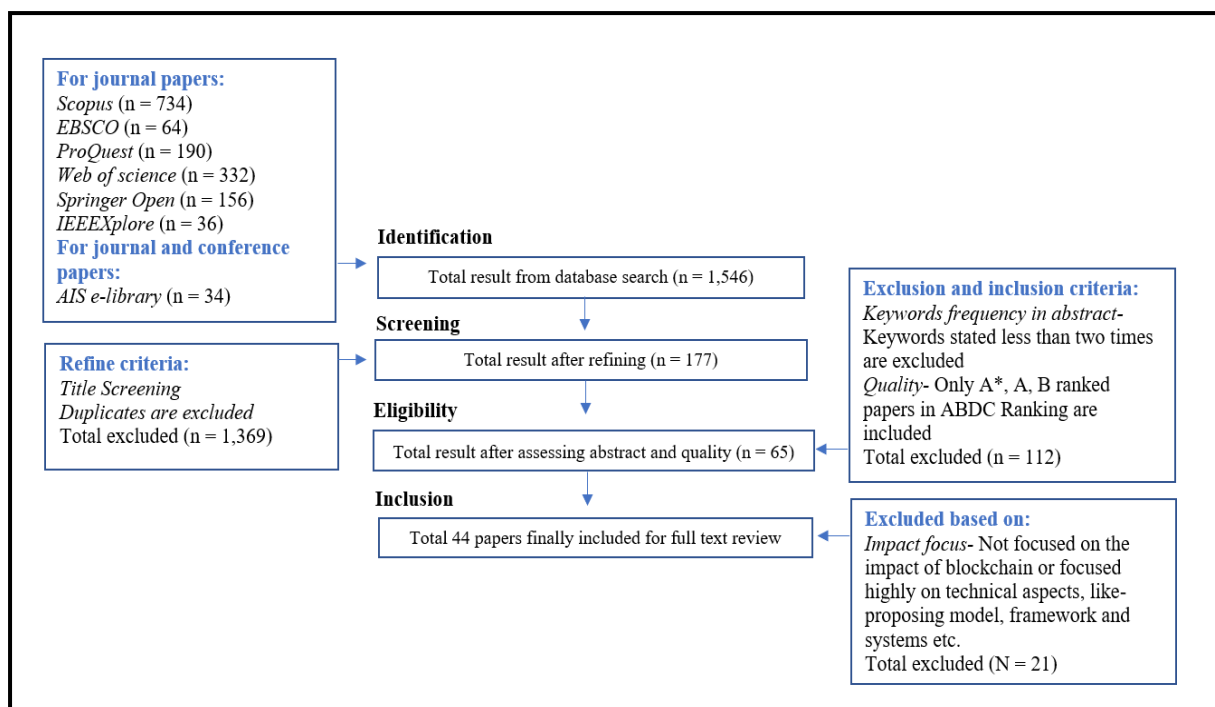 For journal papers:
Scopus (n = 734)
EBSCO (n = 64)
ProQuest (n = 190)
Web of science (n = 332)
Springer Open (n = 156)
IEEEXplore (n = 36)
For journal and conference
papers:
AIS e-library (n = 34)
Identification
Total result from database search (n = 1,546)
Screening
Refine criteria:
Title Screening
Duplicates are excluded
Total excluded (n = 1,369)
Total result after refining (n = 177)
Eligibility
Total result after assessing abstract and quality (n = 65)
Exclusion and inclusion criteria:
Keywords frequency in abstract-
Keywords stated less than two times
are excluded
Quality- Only A*, A, B ranked
papers in ABDC Ranking are
included
Total excluded (n = 112)
Inclusion
Total 44 papers finally included for full text review
Excluded based on:
Impact focus- Not focused on the
impact of blockchain or focused
highly on technical aspects, like-
proposing model, framework and
systems etc.
Total excluded (N = 21)